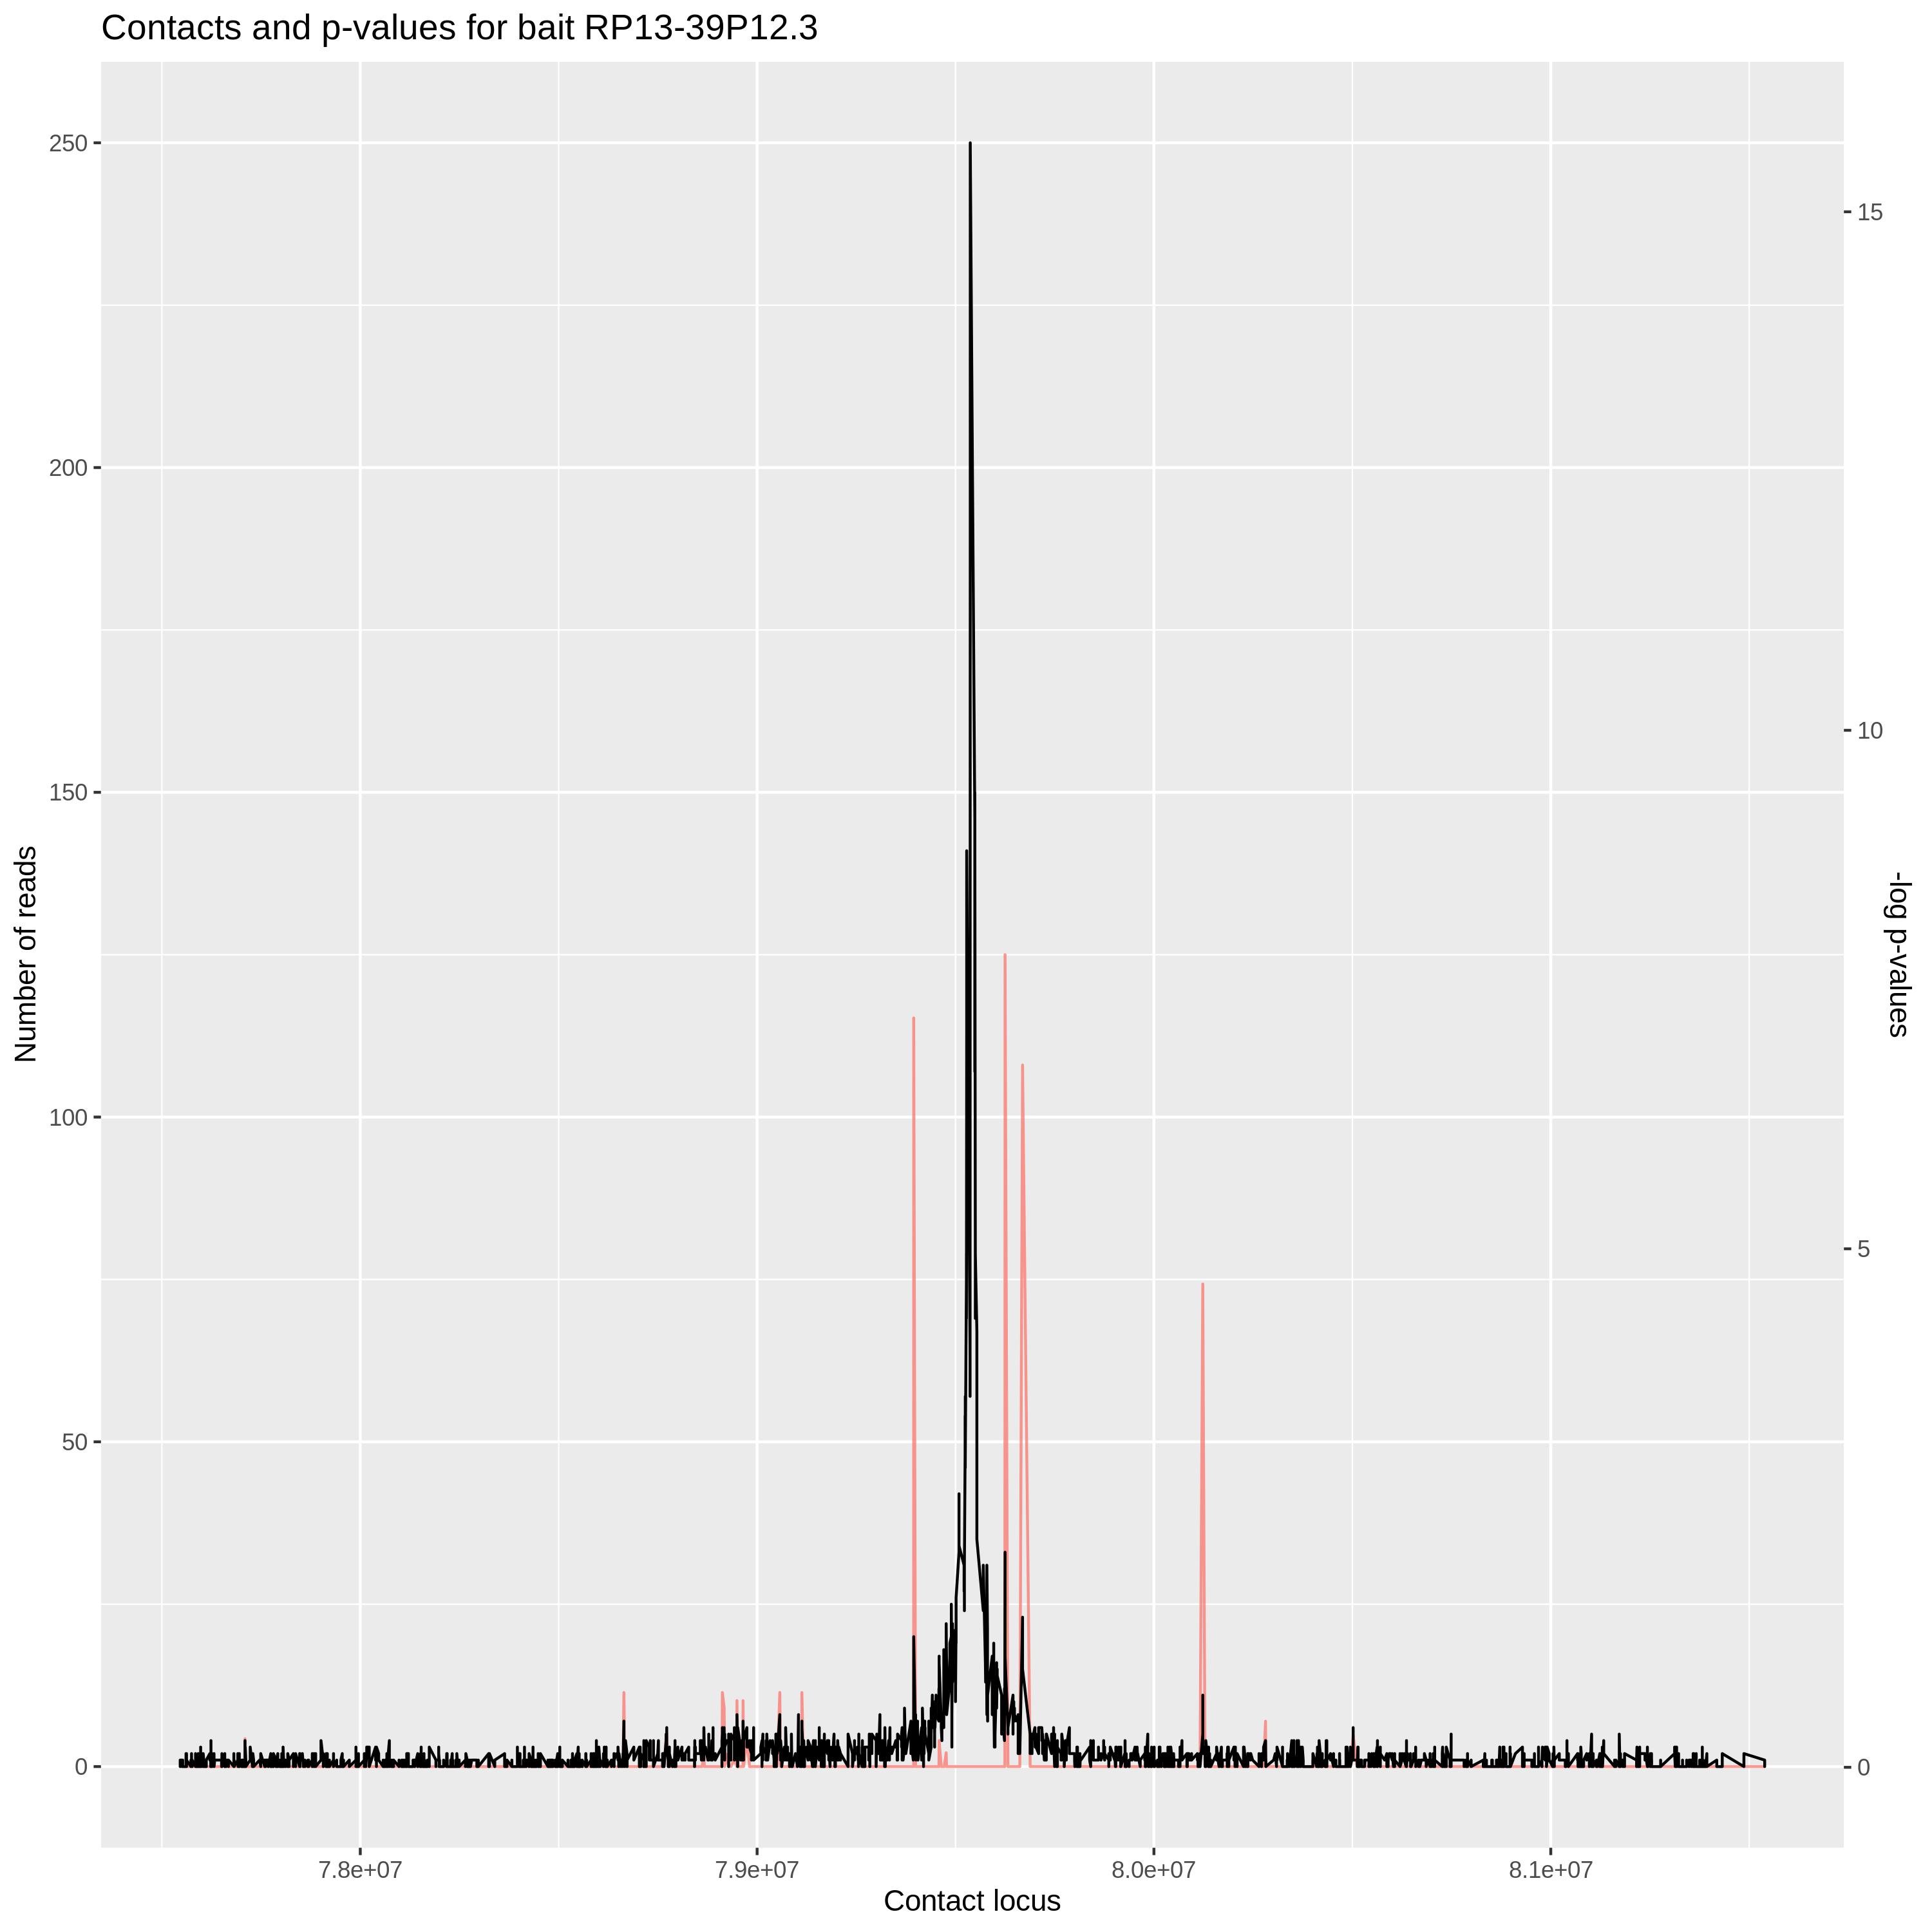 Contacts and p-values for bait RP13-39P12.3
250
200
150
100
50
0
Number of reads
15
10
5
0
-log p-values
7.8e+07
7.9e+07
8.0e+07
8.1e+07
Contact locus